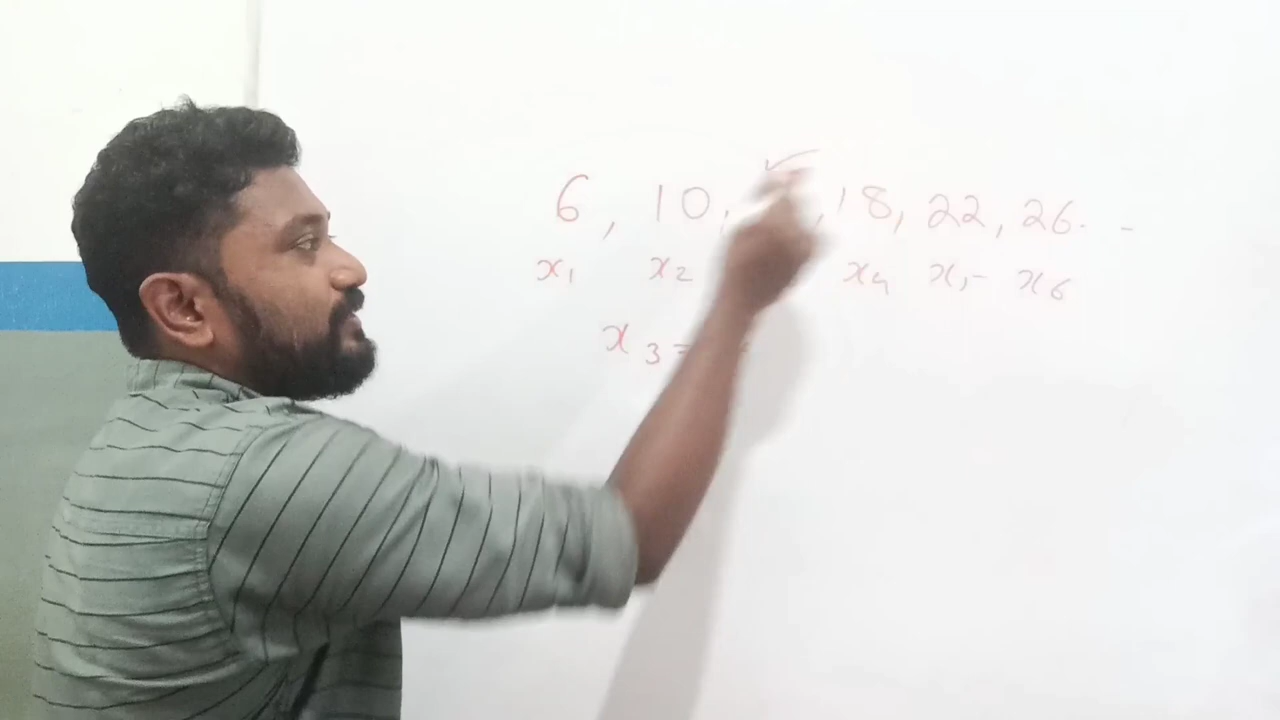 6, 10, , 18, 22, 26. -
x1 x2 x4 x5 x6
x3 =